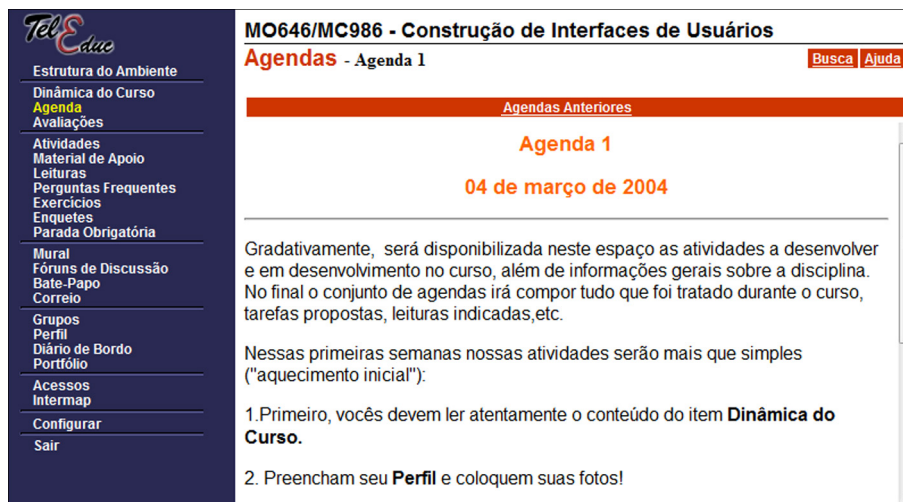 TelEduc
Estrutura do Ambiente
Dinâmica do Curso
Agenda
Avaliações
Atividades
Material de Apoio
Leituras
Perguntas Frequentes
Exercícios
Enquetes
Parada Obrigatória
Mural
Fóruns de Discussão
Bate-Papo
Correio
Grupos
Perfil
Diário de Bordo
Portfólio
Acessos
Intermap
Configurar
Sair
MO646/MC986 - Construção de Interfaces de Usuários
Agendas - Agenda 1
Busca Ajuda
Agendas Anteriores
Agenda 1
04 de março de 2004
Gradativamente, será disponibilizada neste espaço as atividades a desenvolver
e em desenvolvimento no curso, além de informações gerais sobre a disciplina.
No final o conjunto de agendas irá compor tudo que foi tratado durante o curso,
tarefas propostas, leituras indicadas,etc.
Nessas primeiras semanas nossas atividades serão mais que simples
("aquecimento inicial"):
1.Primeiro, vocês devem ler atentamente o conteúdo do item Dinâmica do
Curso.
2. Preencham seu Perfil e coloquem suas fotos!